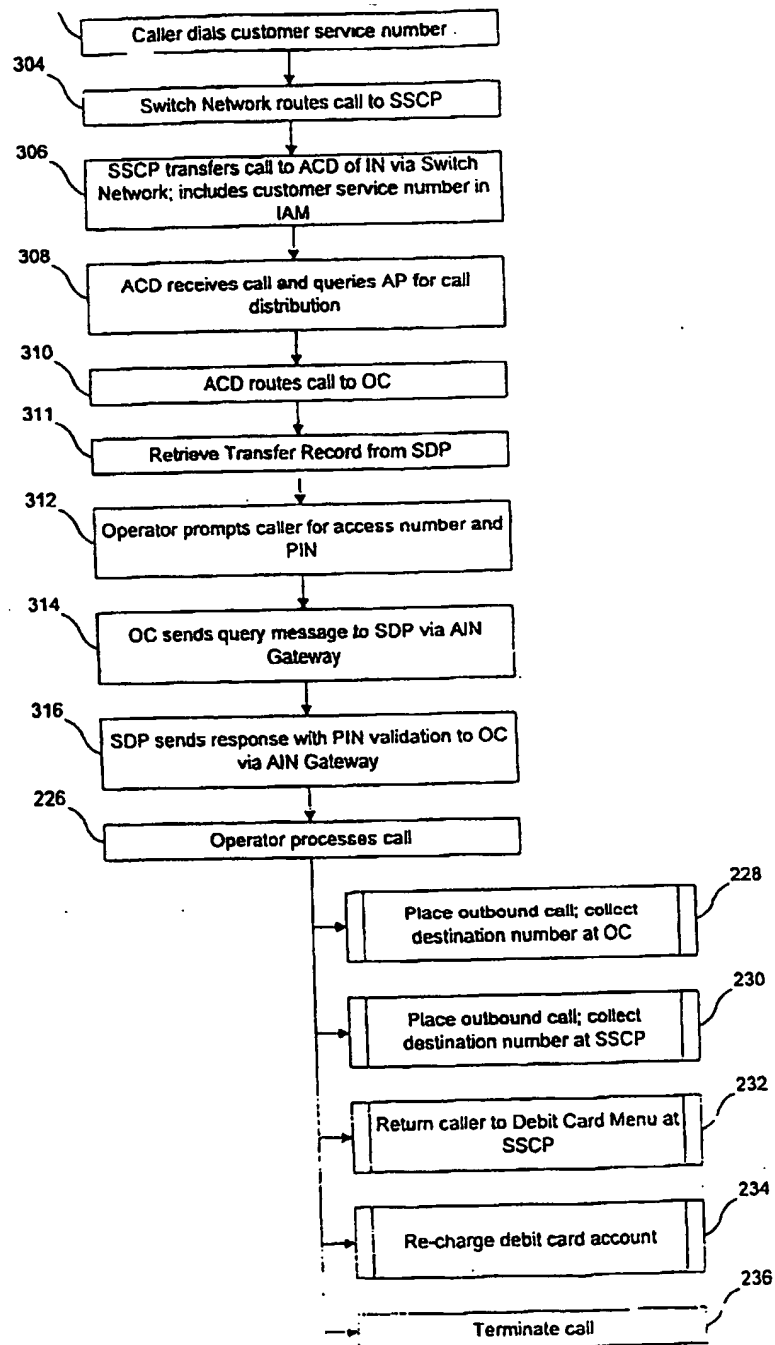 Caller dials customer service number
304
Switch Network routes call to SSCP
306
SSCP transfers call to ACD of IN via Switch
Network; includes customer service number in
IAM
308
ACD receives call and queries AP for call
distribution
310
ACD routes call to OC
311
Retrieve Transfer Record from SDP
312
Operator prompts caller for access number and
PIN
314
OC sends query message to SDP via AIN
Gateway
316
SDP sends response with PIN validation to OC
via AIN Gateway
226
Operator processes call
228
Place outbound call; collect
destination number at OC
230
Place outbound call; collect
destination number at SSCP
232
Return caller to Debit Card Menu at
SSCP
234
Re-charge debit card account
236
Terminate call